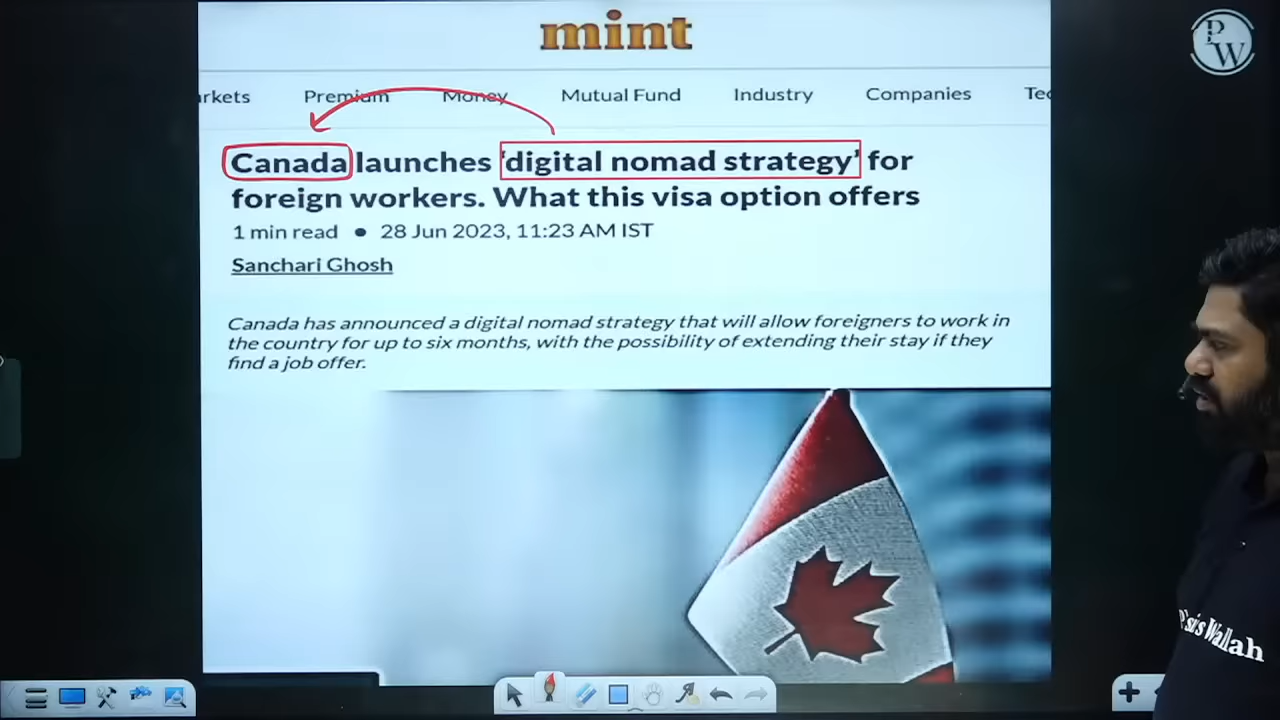 mint
PW
rkets Premium Money Mutual Fund Industry Companies Tec
Canada launches 'digital nomad strategy' for
foreign workers. What this visa option offers
1 min read • 28 Jun 2023, 11:23 AM IST
Sanchari Ghosh
Canada has announced a digital nomad strategy that will allow foreigners to work in
the country for up to six months, with the possibility of extending their stay if they
find a job offer.
Wallah